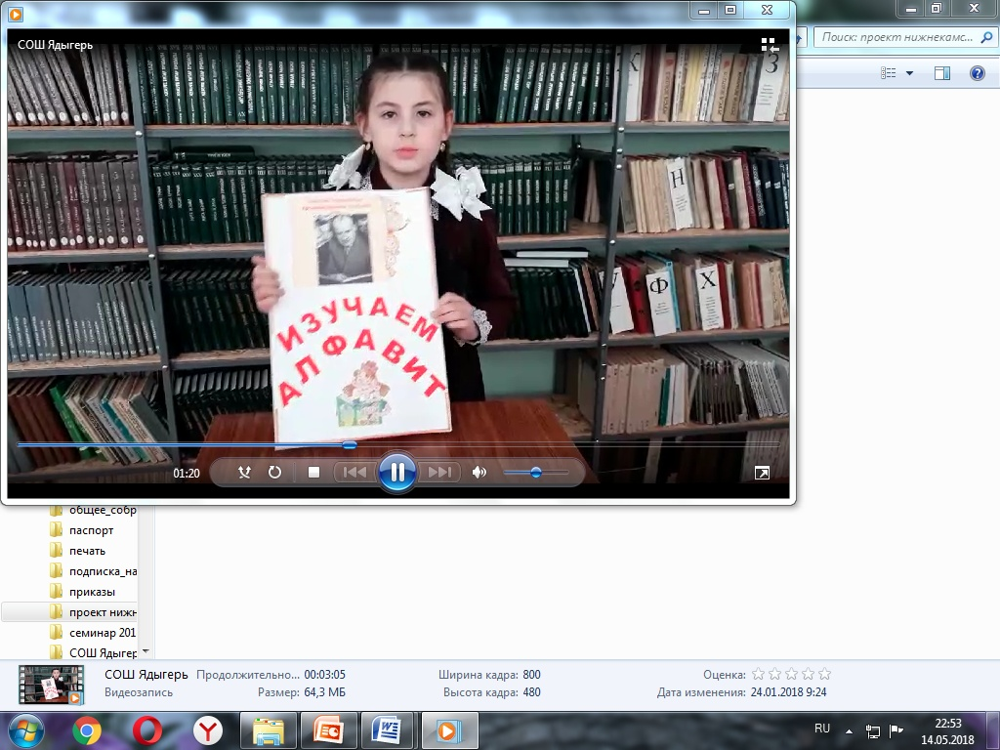 СОШ Ядыгерь
Поиск: проект нижнекамс...
З
Н
Ф
Х
ИЗУЧАЕМ
АЛФАВИТ
01:20
общее_собр
паспорт
печать
подписка_на
приказы
проект нижн
семинар 201
СОШ Ядыгер
СОШ Ядыгерь Продолжительно... 00:03:05 Ширина кадра: 800 Оценка:
Видеозапись Размер: 64,3 МБ Высота кадра: 480 Дата изменения: 24.01.2018 9:24
RU
22:53
14.05.2018